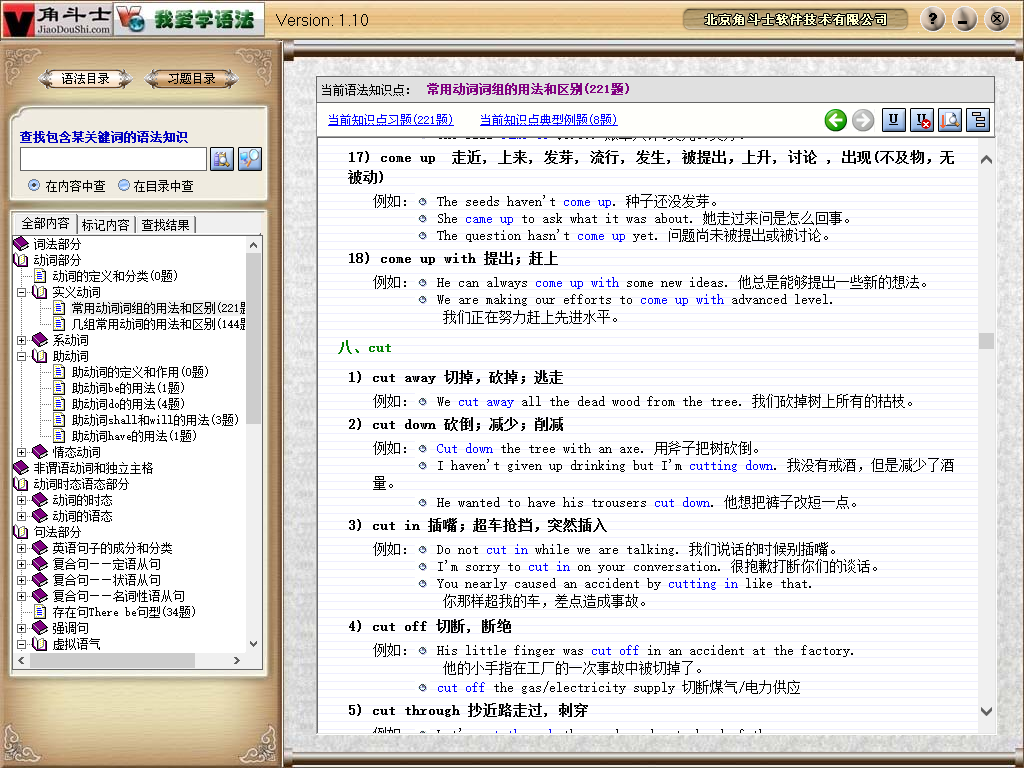 角斗士
JiaoDouShi.com
我爱学语法
Version: 1.10
北京角斗士软件技术有限公司
语法目录
习题目录
查找包含某关键词的语法知识
在内容中查
在目录中查
全部内容
标记内容
查找结果
词法部分
动词部分
动词的定义和分类(0题)
实义动词
常用动词词组的用法和区别(221题
几组常用动词的用法和区别(144题
系动词
助动词
助动词的定义和作用(0题)
助动词be的用法(1题)
助动词do的用法(4题)
助动词shall和will的用法(3题)
助动词have的用法(1题)
情态动词
非谓语动词和独立主格
动词时态语态部分
动词的时态
动词的语态
句法部分
英语句子的成分和分类
复合句——定语从句
复合句——状语从句
复合句——名词性语从句
存在句There be句型(34题)
强调句
虚拟语气
当前语法知识点: 常用动词词组的用法和区别(221题)
当前知识点习题(221题)
当前知识点典型例题(8题)
17) come up 走近，上来，发芽，流行，发生，被提出，上升，讨论 ，出现(不及物，无
被动)
例如: The seeds haven't come up. 种子还没发芽。
She came up to ask what it was about. 她走过来问是怎么回事。
The question hasn't come up yet. 问题尚未被提出或被讨论。
18) come up with 提出；赶上
例如: He can always come up with some new ideas. 他总是能够提出一些新的想法。
We are making our efforts to come up with advanced level.
我们正在努力赶上先进水平。
八、cut
1) cut away 切掉，砍掉；逃走
例如: We cut away all the dead wood from the tree. 我们砍掉树上所有的枯枝。
2) cut down 砍倒；减少；削减
例如: Cut down the tree with an axe. 用斧子把树砍倒。
I haven't given up drinking but I'm cutting down. 我没有戒酒，但是减少了酒
量。
He wanted to have his trousers cut down. 他想把裤子改短一点。
3) cut in 插嘴；超车抢挡，突然插入
例如: Do not cut in while we are talking. 我们说话的时候别插嘴。
I'm sorry to cut in on your conversation. 很抱歉打断你们的谈话。
You nearly caused an accident by cutting in like that.
你那样超我的车，差点造成事故。
4) cut off 切断，断绝
例如: His little finger was cut off in an accident at the factory.
他的小手指在工厂的一次事故中被切掉了。
cut off the gas/electricity supply 切断煤气/电力供应
5) cut through 抄近路走过，刺穿